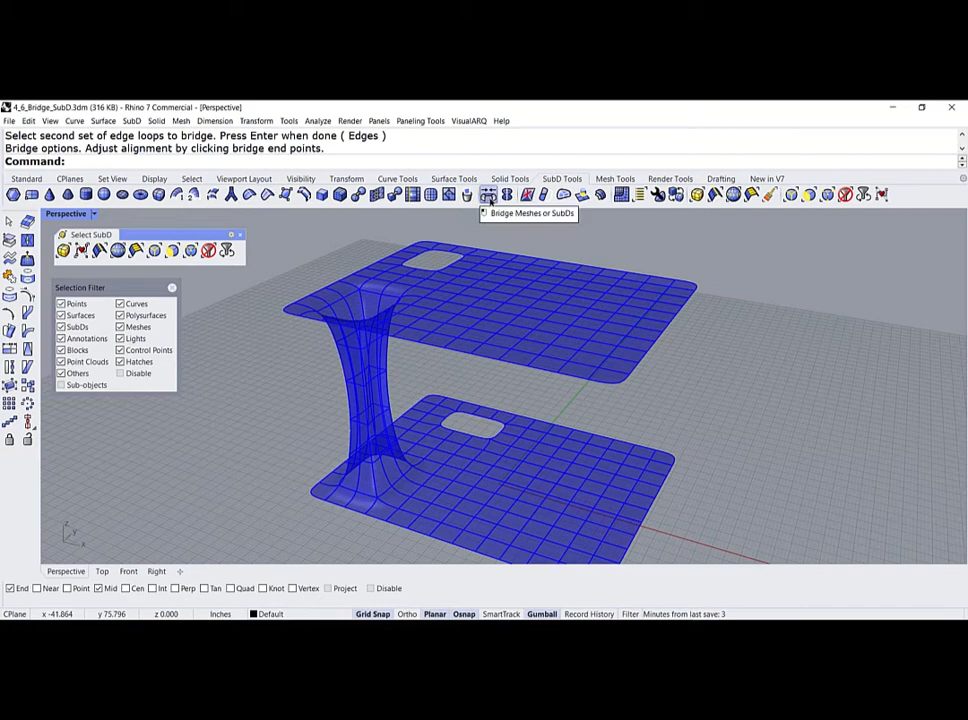 4_6_Bridge_SubD.3dm (316 KB) - Rhino 7 Commercial - [Perspective]
File Edit View Curve Surface SubD Solid Mesh Dimension Transform Tools Analyze Render Panels Paneling Tools VisualARQ Help
Select second set of edge loops to bridge. Press Enter when done ( Edges )
Bridge options. Adjust alignment by clicking bridge end points.
Command:
Standard CPlanes Set View Display Select Viewport Layout Visibility Transform Curve Tools Surface Tools Solid Tools SubD Tools Mesh Tools Render Tools Drafting New in V7
Perspective
Bridge Meshes or SubDs
Select SubD
Selection Filter
Points Curves
Surfaces Polysurfaces
SubDs Meshes
Annotations Lights
Blocks Control Points
Point Clouds Hatches
Others Disable
Sub-objects
z
y
x
Perspective Top Front Right
End Near Point Mid Cen Int Perp Tan Quad Knot Vertex Project Disable
CPlane x -41.864 y 75.796 z 0.000 Inches Default Grid Snap Ortho Planar Osnap SmartTrack Gumball Record History Filter Minutes from last save: 3